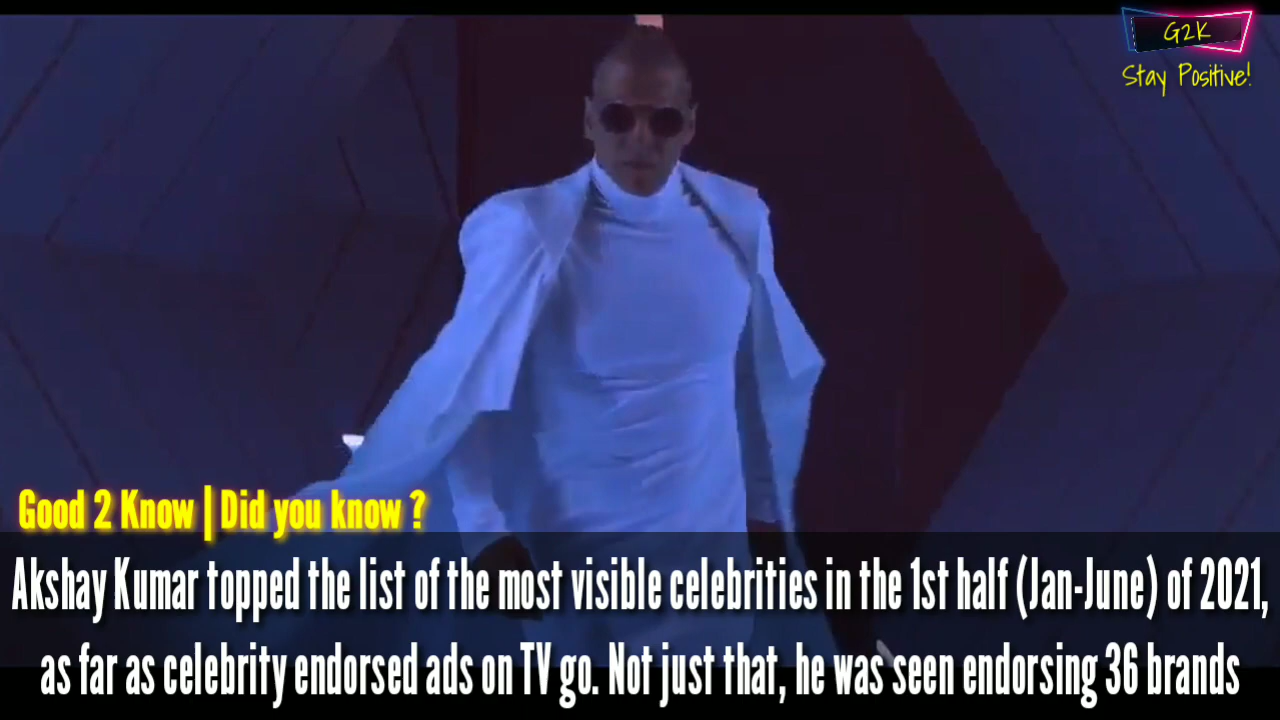 G2K
Stay Positive!
Good 2 Know | Did you know ?
Akshay Kumar topped the list of the most visible celebrities in the 1st half (Jan-June) of 2021,
as far as celebrity endorsed ads on TV go. Not just that, he was seen endorsing 36 brands